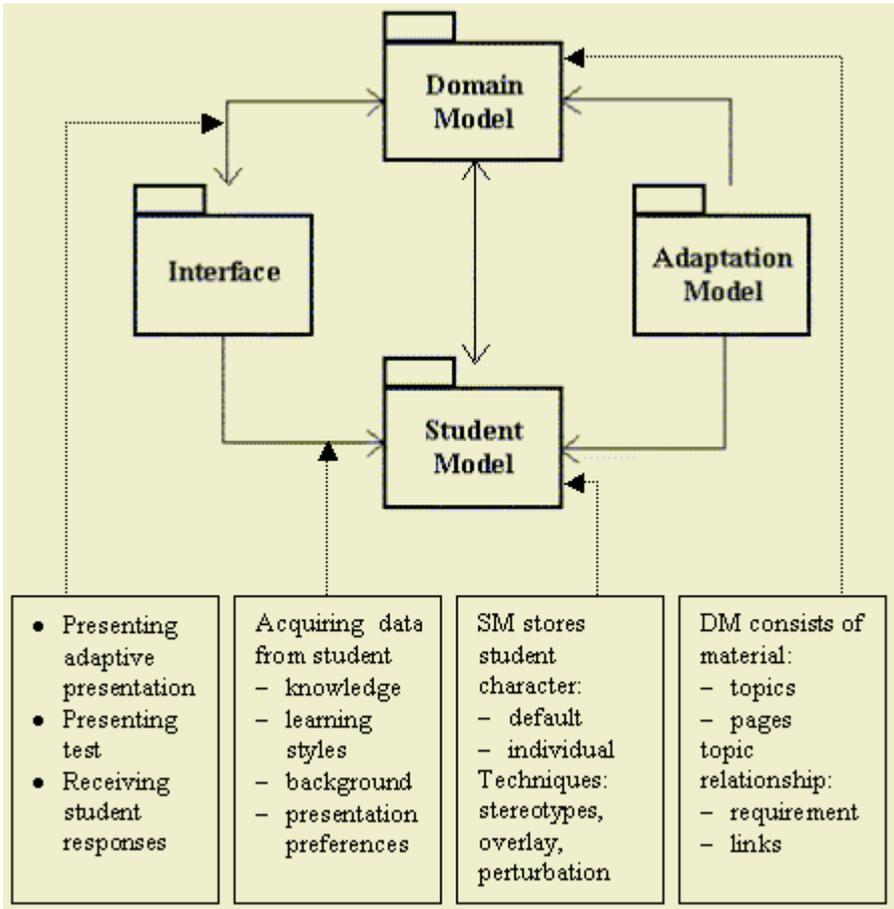 Domain
Model
Interface
Adaptation
Model
Student
Model
● Presenting
adaptive
presentation
● Presenting
test
● Receiving
student
responses
Acquiring data
from student
– knowledge
– learning
styles
– background
– presentation
preferences
SM stores
student
character:
– default
– individual
Techniques:
stereotypes,
overlay,
perturbation
DM consists of
material:
– topics
– pages
topic
relationship:
– requirement
– links